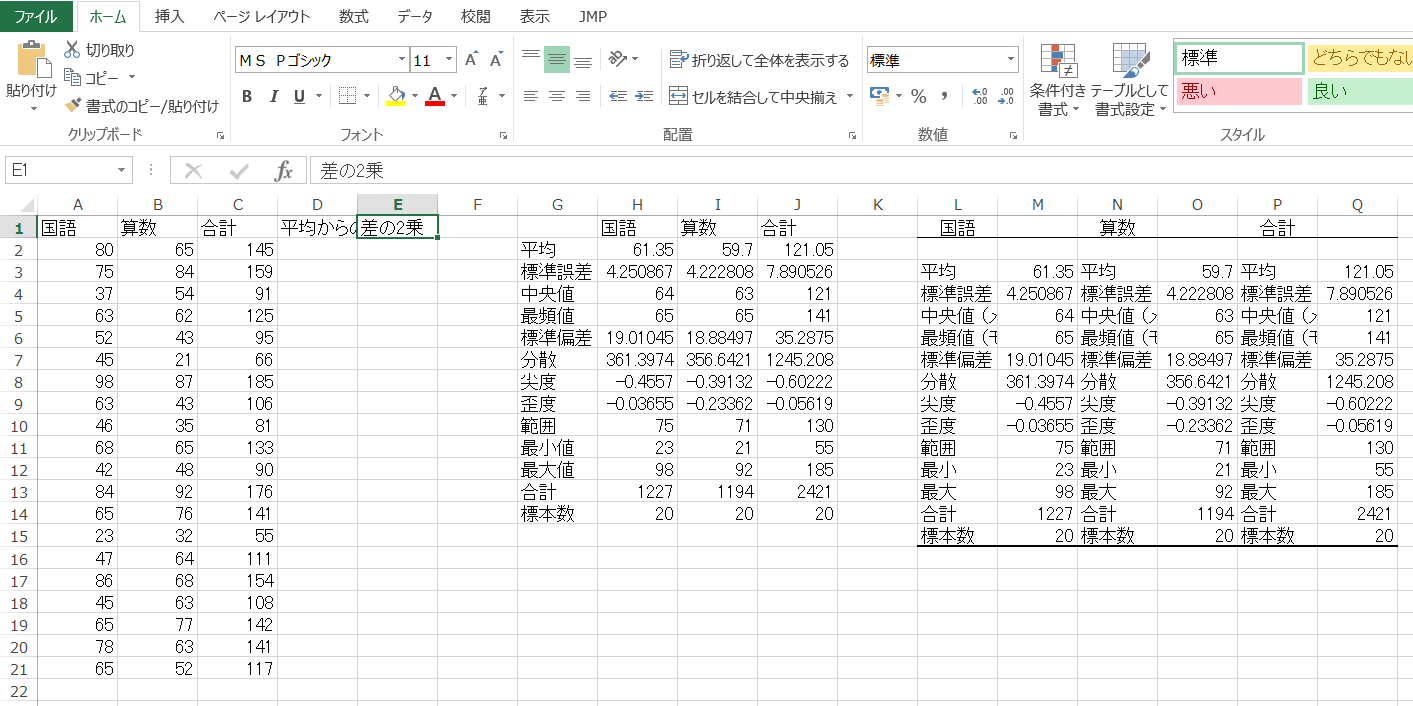 ファイル ホーム 挿入 ページ レイアウト 数式 データ 校閲 表示 JMP
切り取り
コピー
書式のコピー/貼り付け
貼り付け
クリップボード
ＭＳ Ｐゴシック 11
B I U
フォント
折り返して全体を表示する
セルを結合して中央揃え
配置
標準
%
数値
条件付き書式
テーブルとして書式設定
標準 どちらでもない
悪い 良い
スタイル
E1 fx 差の2乗
A B C D E F G H I J K L M N O P Q
1 国語 算数 合計 平均からの 差の2乗 国語 算数 合計 国語 算数 合計
2 80 65 145 平均 61.35 59.7 121.05
3 75 84 159 標準誤差 4.250867 4.222808 7.890526 平均 61.35 平均 59.7 平均 121.05
4 37 54 91 中央値 64 63 121 標準誤差 4.250867 標準誤差 4.222808 標準誤差 7.890526
5 63 62 125 最頻値 65 65 141 中央値（ 64 中央値（ 63 中央値（ 121
6 52 43 95 標準偏差 19.01045 18.88497 35.2875 最頻値（ 65 最頻値（ 65 最頻値（ 141
7 45 21 66 分散 361.3974 356.6421 1245.208 標準偏差 19.01045 標準偏差 18.88497 標準偏差 35.2875
8 98 87 185 尖度 -0.4557 -0.39132 -0.60222 分散 361.3974 分散 356.6421 分散 1245.208
9 63 43 106 歪度 -0.03655 -0.23362 -0.05619 尖度 -0.4557 尖度 -0.39132 尖度 -0.60222
10 46 35 81 範囲 75 71 130 歪度 -0.03655 歪度 -0.23362 歪度 -0.05619
11 68 65 133 最小値 23 21 55 範囲 75 範囲 71 範囲 130
12 42 48 90 最大値 98 92 185 最小 23 最小 21 最小 55
13 84 92 176 合計 1227 1194 2421 最大 98 最大 92 最大 185
14 65 76 141 標本数 20 20 20 合計 1227 合計 1194 合計 2421
15 23 32 55 標本数 20 標本数 20 標本数 20
16 47 64 111
17 86 68 154
18 45 63 108
19 65 77 142
20 78 63 141
21 65 52 117
22